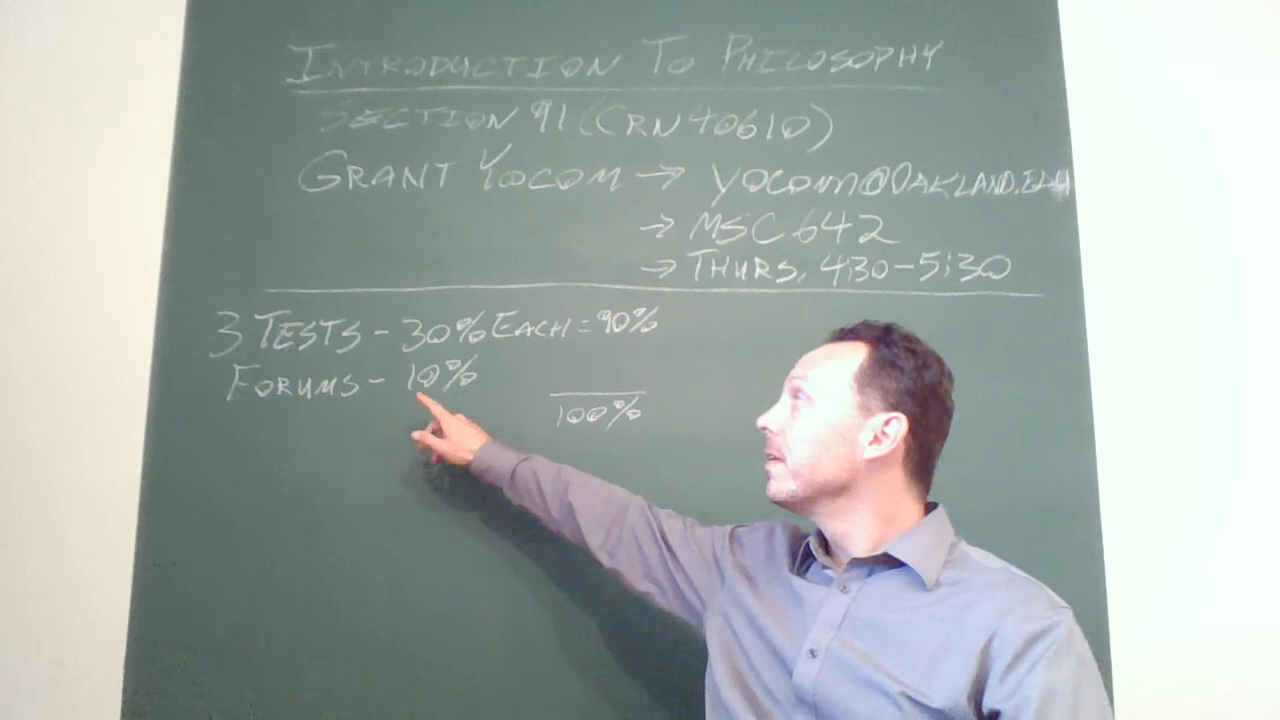 INTRODUCTION TO PHILOSOPHY
SECTION 91 (CRN 40610)
GRANT YOCOM → YOCOM@OAKLAND.EDU
→ MSC 642
→ THURS. 4:30-5:30
3 TESTS - 30% EACH = 90%
FORUMS - 10%
100%